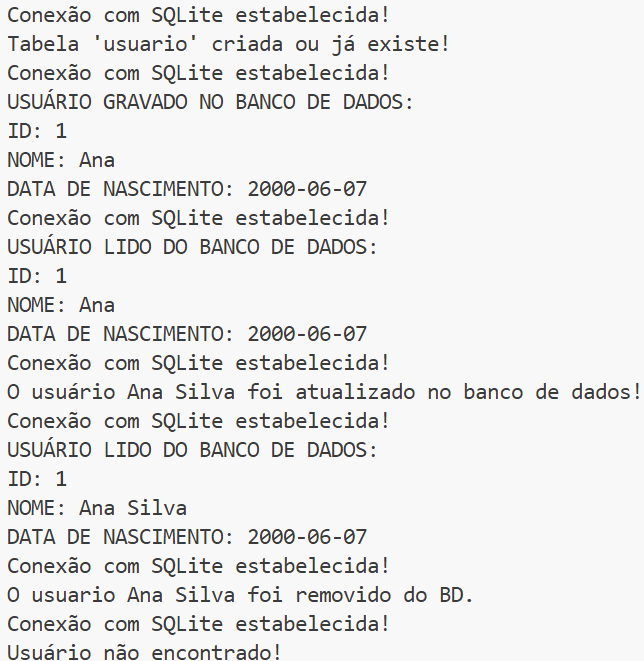 Conexão com SQLite estabelecida!
Tabela 'usuario' criada ou já existe!
Conexão com SQLite estabelecida!
USUÁRIO GRAVADO NO BANCO DE DADOS:
ID: 1
NOME: Ana
DATA DE NASCIMENTO: 2000-06-07
Conexão com SQLite estabelecida!
USUÁRIO LIDO DO BANCO DE DADOS:
ID: 1
NOME: Ana
DATA DE NASCIMENTO: 2000-06-07
Conexão com SQLite estabelecida!
O usuário Ana Silva foi atualizado no banco de dados!
Conexão com SQLite estabelecida!
USUÁRIO LIDO DO BANCO DE DADOS:
ID: 1
NOME: Ana Silva
DATA DE NASCIMENTO: 2000-06-07
Conexão com SQLite estabelecida!
O usuario Ana Silva foi removido do BD.
Conexão com SQLite estabelecida!
Usuário não encontrado!